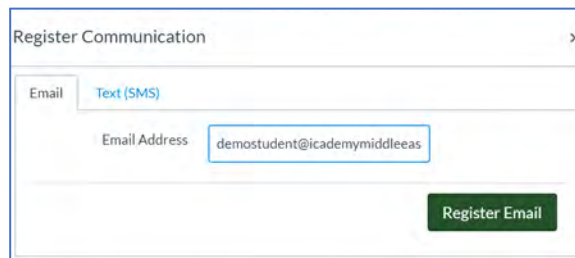 Register Communication
Email Text (SMS)
Email Address demostudent@icademymiddleeas
Register Email